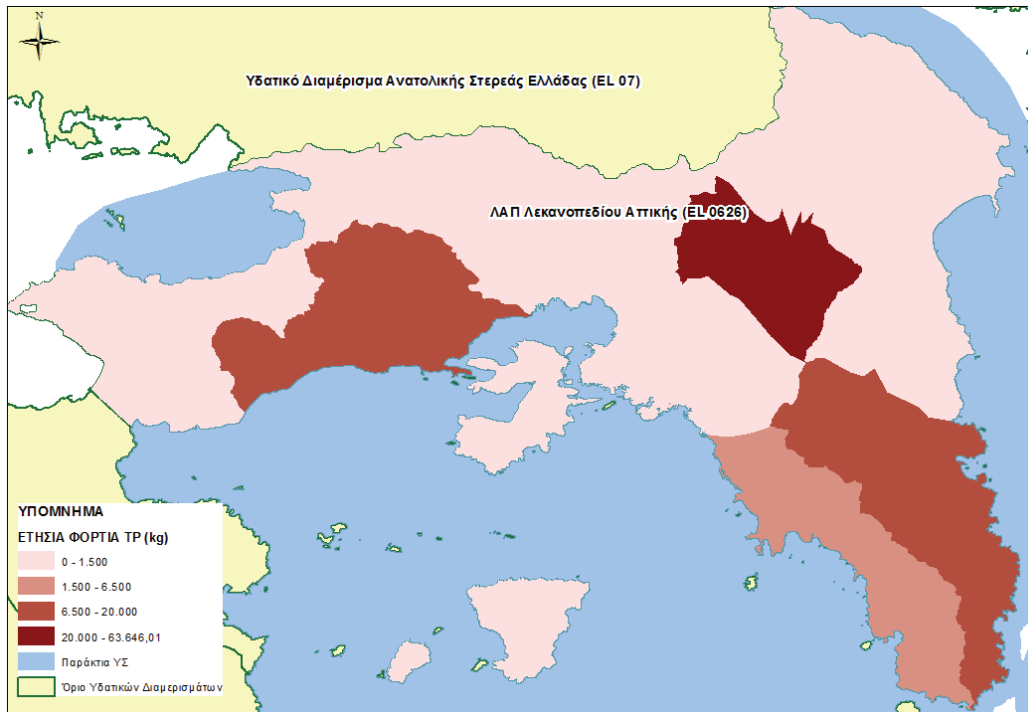 N
Υδατικό Διαμέρισμα Ανατολικής Στερεάς Ελλάδας (EL 07)
ΛΑΠ Λεκανοπεδίου Αττικής (EL 0626)
ΥΠΟΜΝΗΜΑ
ΕΤΗΣΙΑ ΦΟΡΤΙΑ TP (kg)
0 - 1.500
1.500 - 6.500
6.500 - 20.000
20.000 - 63.646,01
Παράκτια ΥΣ
Όριο Υδατικών Διαμερισμάτων